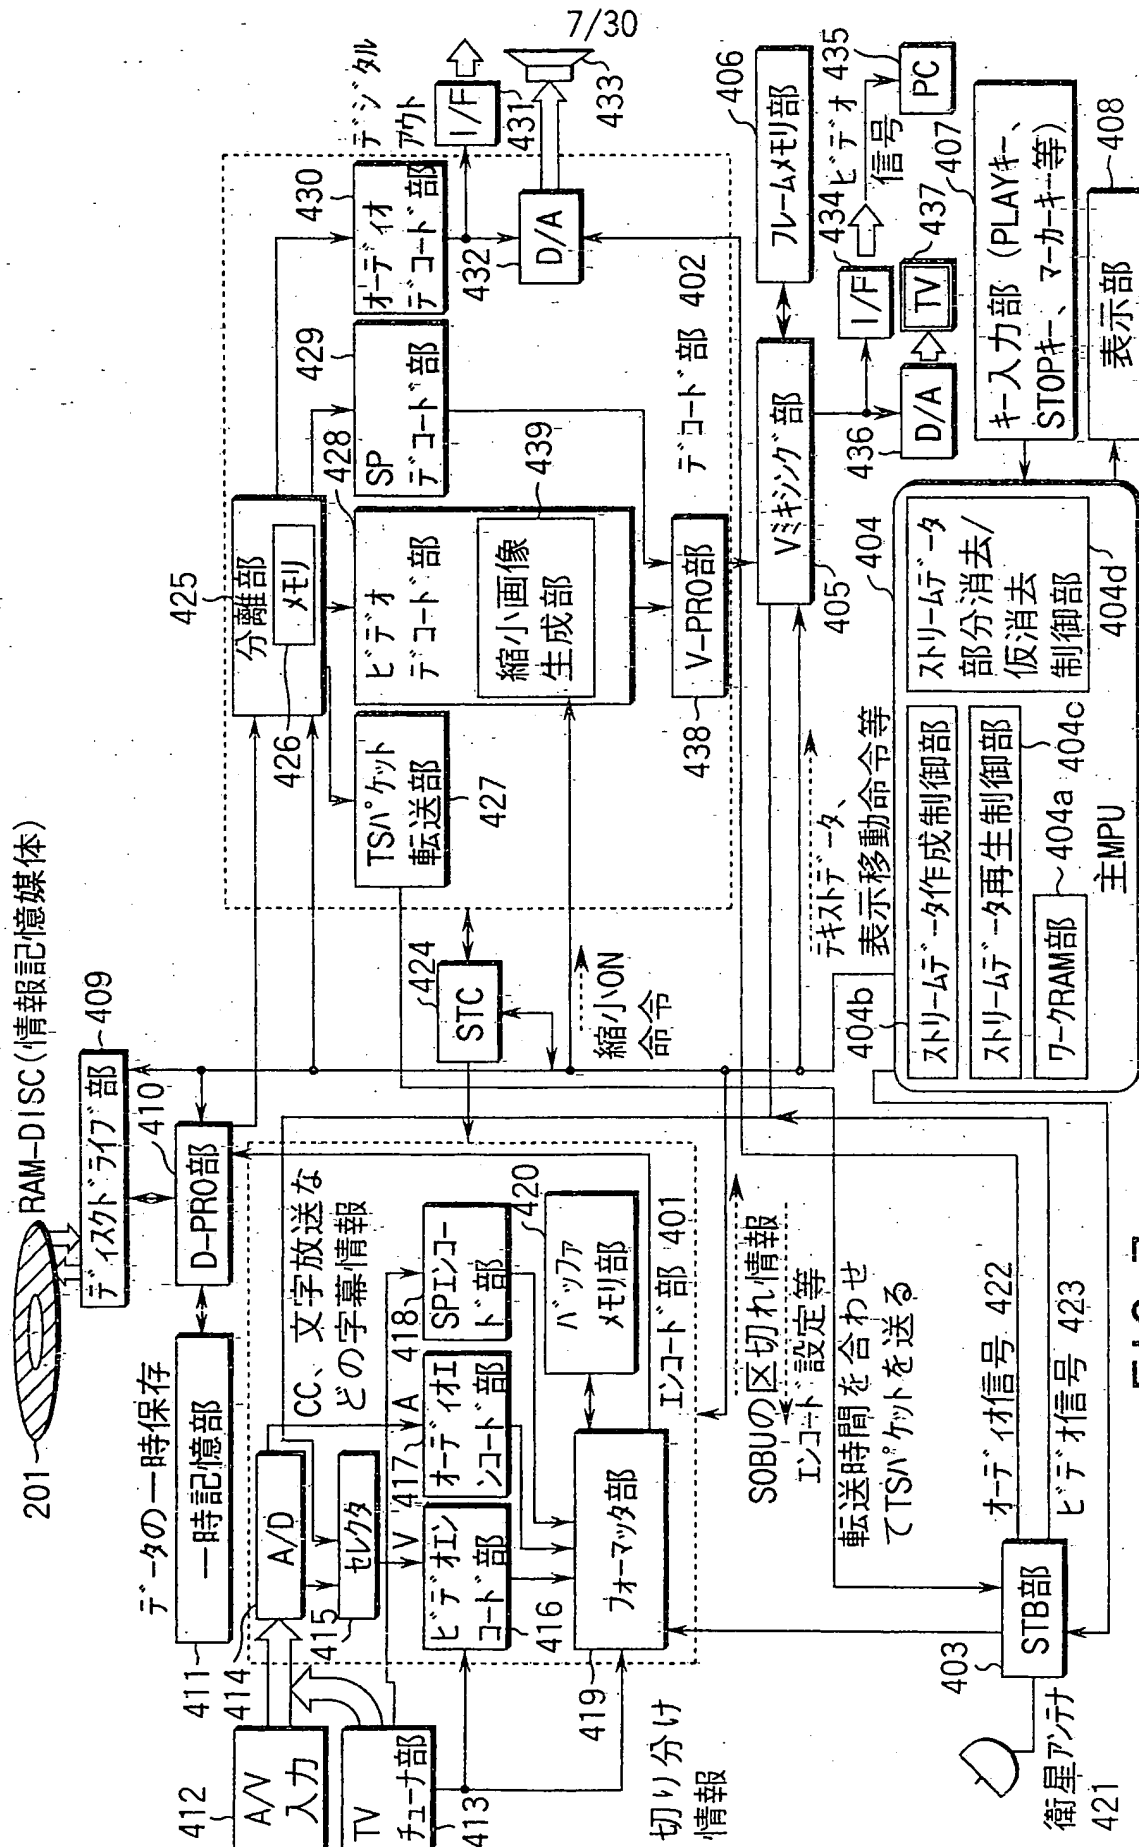 7/30
201
RAM-DISC(情報記憶媒体)
ディスクドライブ部
409
データの一時保存
一時記憶部
411
D-PRO部
410
A/V
入力
412
TV
チューナ部
413
A/D
414
セレクタ
415
CC、文字放送な
どの字幕情報
V
A
ビデオエン
コード部
416
オーディオエ
ンコード部
417
SPエンコー
ド部
418
フォーマッタ部
419
バッファ
メモリ部
420
エンコード部 401
切り分け
情報
SOBUの区切れ情報
エンコード設定等
転送時間を合わせ
てTSパケットを送る
オーディオ信号 422
ビデオ信号 423
STB部
403
衛星アンテナ
421
STC
424
縮小ON
命令
分離部
425
メモリ
426
TSパケット
転送部
427
ビデオ
デコード部
428
縮小画像
生成部
439
SP
デコード部
429
オーディオ
デコード部
430
デジタル
アウト
I/F
431
D/A
432
433
V-PRO部
438
デコード部 402
Vミキシング部
405
フレームメモリ部
406
テキストデータ、
表示移動命令等
I/F
434
ビデオ
信号
PC
435
D/A
436
TV
437
キー入力部 (PLAYキー、
STOPキー、マーカーキー等)
407
表示部
408
404
ストリームデータ作成制御部
404b
ストリームデータ再生制御部
404c
ワークRAM部
404a
ストリームデータ
部分消去/
仮消去
制御部
404d
主MPU